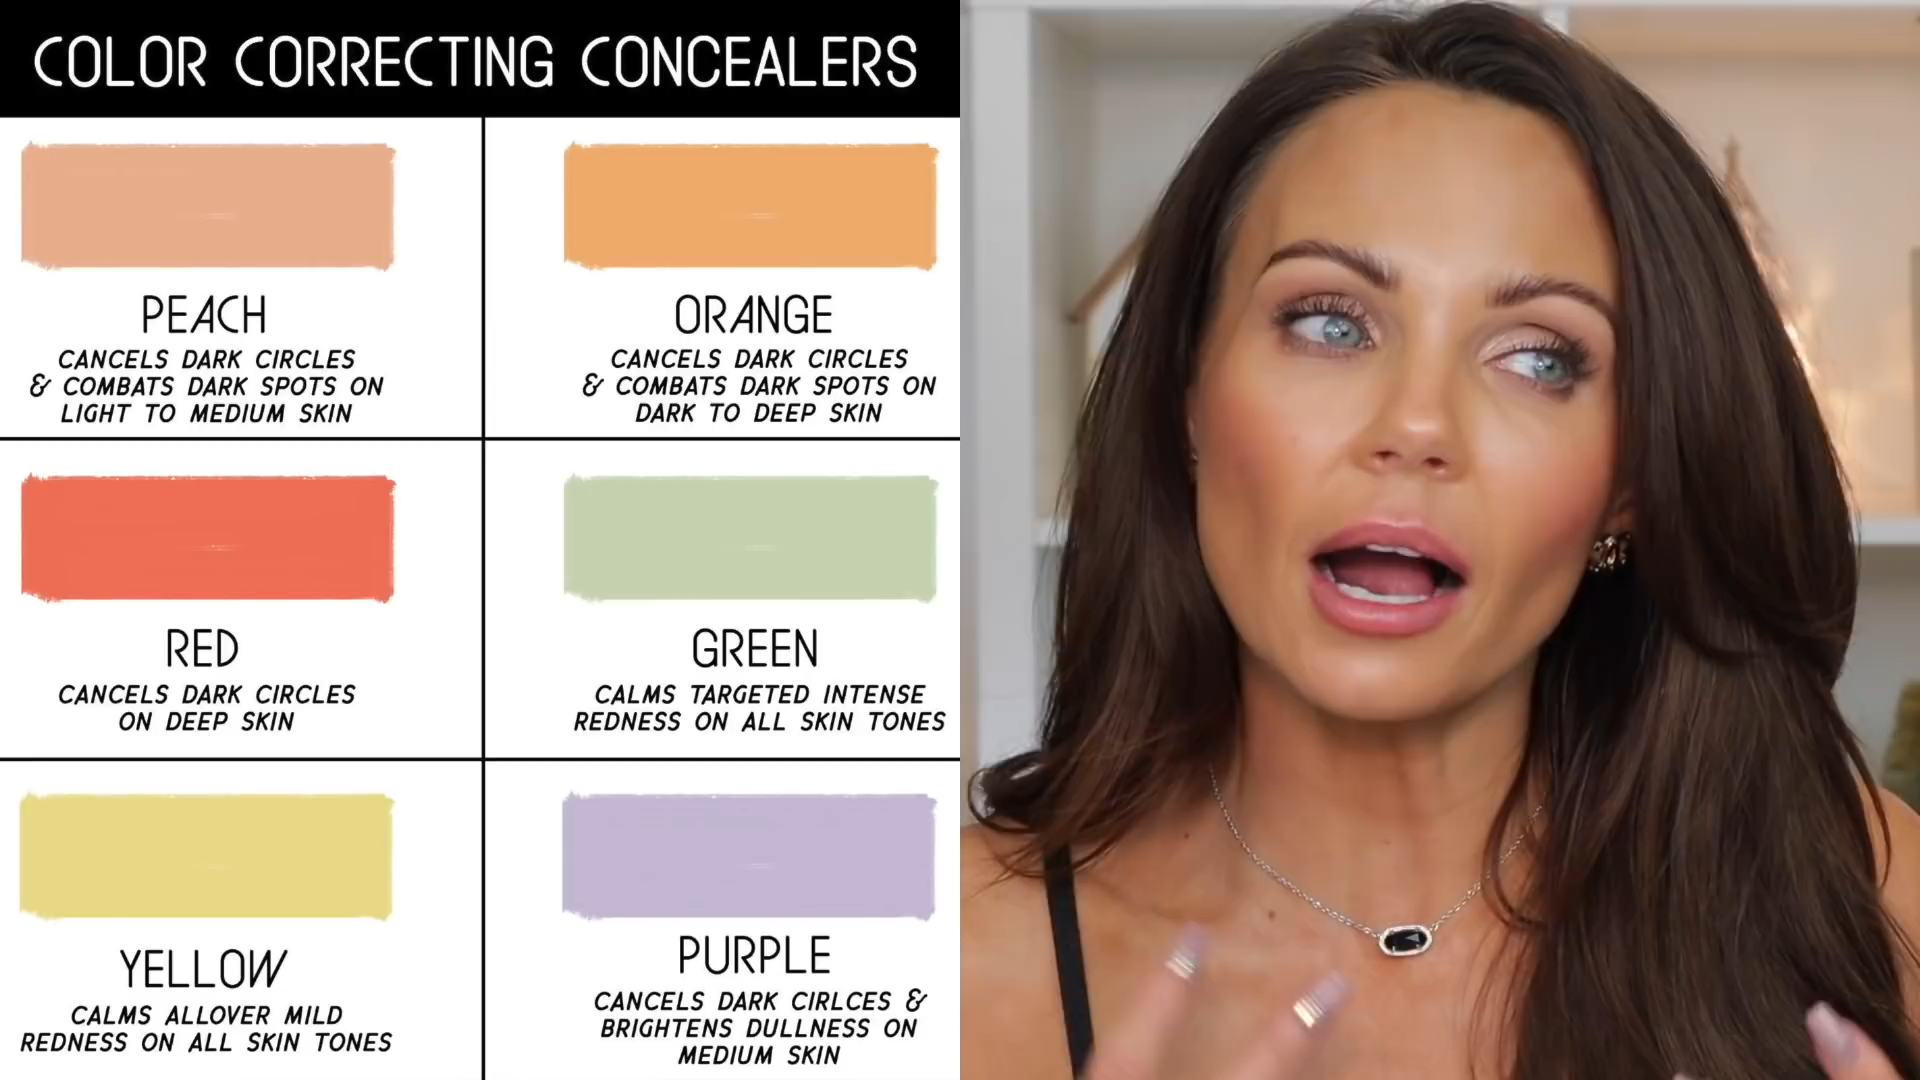 COLOR CORRECTING CONCEALERS
PEACH
CANCELS DARK CIRCLES
& COMBATS DARK SPOTS ON
LIGHT TO MEDIUM SKIN
ORANGE
CANCELS DARK CIRCLES
& COMBATS DARK SPOTS ON
DARK TO DEEP SKIN
RED
CANCELS DARK CIRCLES
ON DEEP SKIN
GREEN
CALMS TARGETED INTENSE
REDNESS ON ALL SKIN TONES
YELLOW
CALMS ALLOVER MILD
REDNESS ON ALL SKIN TONES
PURPLE
CANCELS DARK CIRLCES &
BRIGHTENS DULLNESS ON
MEDIUM SKIN